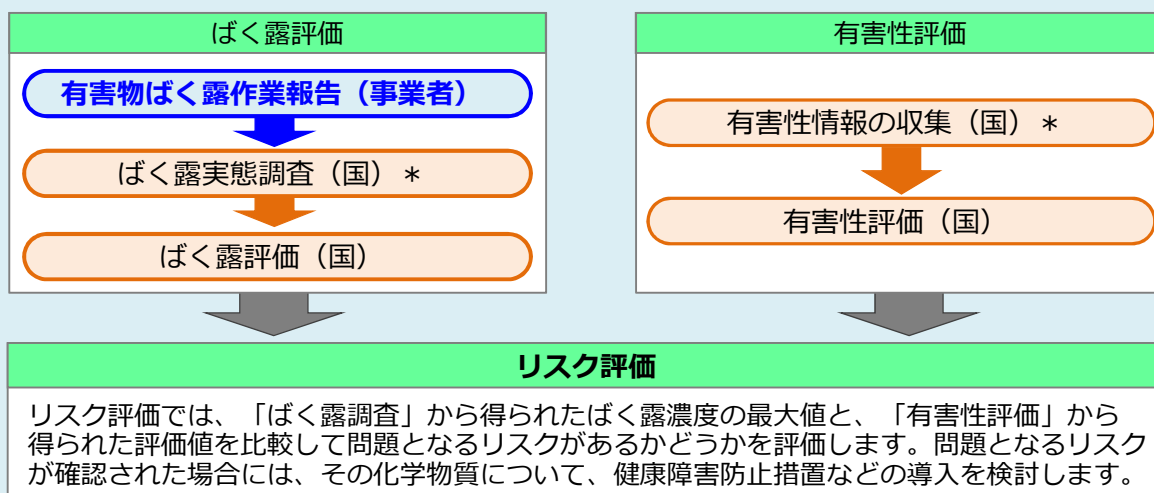 ばく露評価
有害物ばく露作業報告（事業者）
ばく露実態調査（国）＊
ばく露評価（国）
有害性評価
有害性情報の収集（国）＊
有害性評価（国）
リスク評価
リスク評価では、「ばく露調査」から得られたばく露濃度の最大値と、「有害性評価」から
得られた評価値を比較して問題となるリスクがあるかどうかを評価します。問題となるリスク
が確認された場合には、その化学物質について、健康障害防止措置などの導入を検討します。